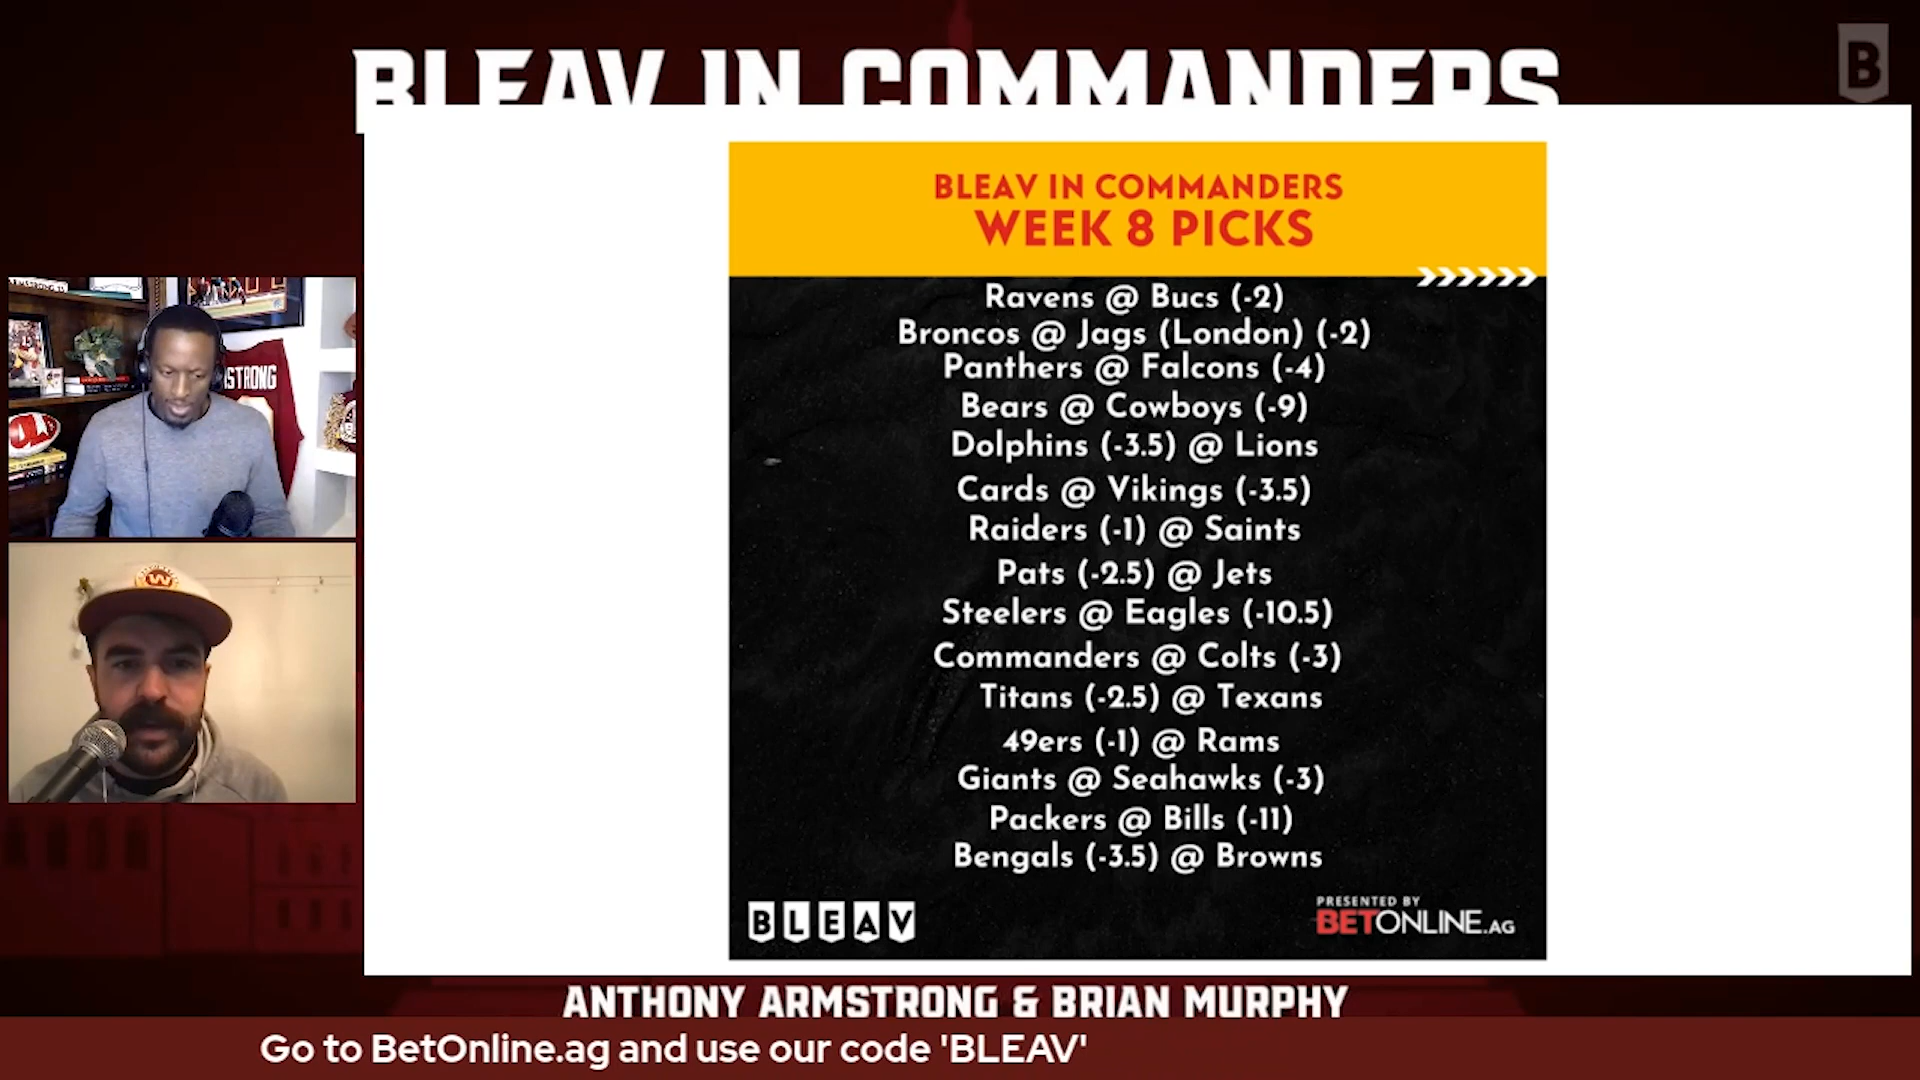 BLEAV IN COMMANDERS
B
BLEAV IN COMMANDERS
WEEK 8 PICKS
Ravens @ Bucs (-2)
Broncos @ Jags (London) (-2)
Panthers @ Falcons (-4)
Bears @ Cowboys (-9)
Dolphins (-3.5) @ Lions
Cards @ Vikings (-3.5)
Raiders (-1) @ Saints
Pats (-2.5) @ Jets
Steelers @ Eagles (-10.5)
Commanders @ Colts (-3)
Titans (-2.5) @ Texans
49ers (-1) @ Rams
Giants @ Seahawks (-3)
Packers @ Bills (-11)
Bengals (-3.5) @ Browns
BLEAV
PRESENTED BY
BETONLINE.AG
STRONG
W
ANTHONY ARMSTRONG & BRIAN MURPHY
Go to BetOnline.ag and use our code 'BLEAV'